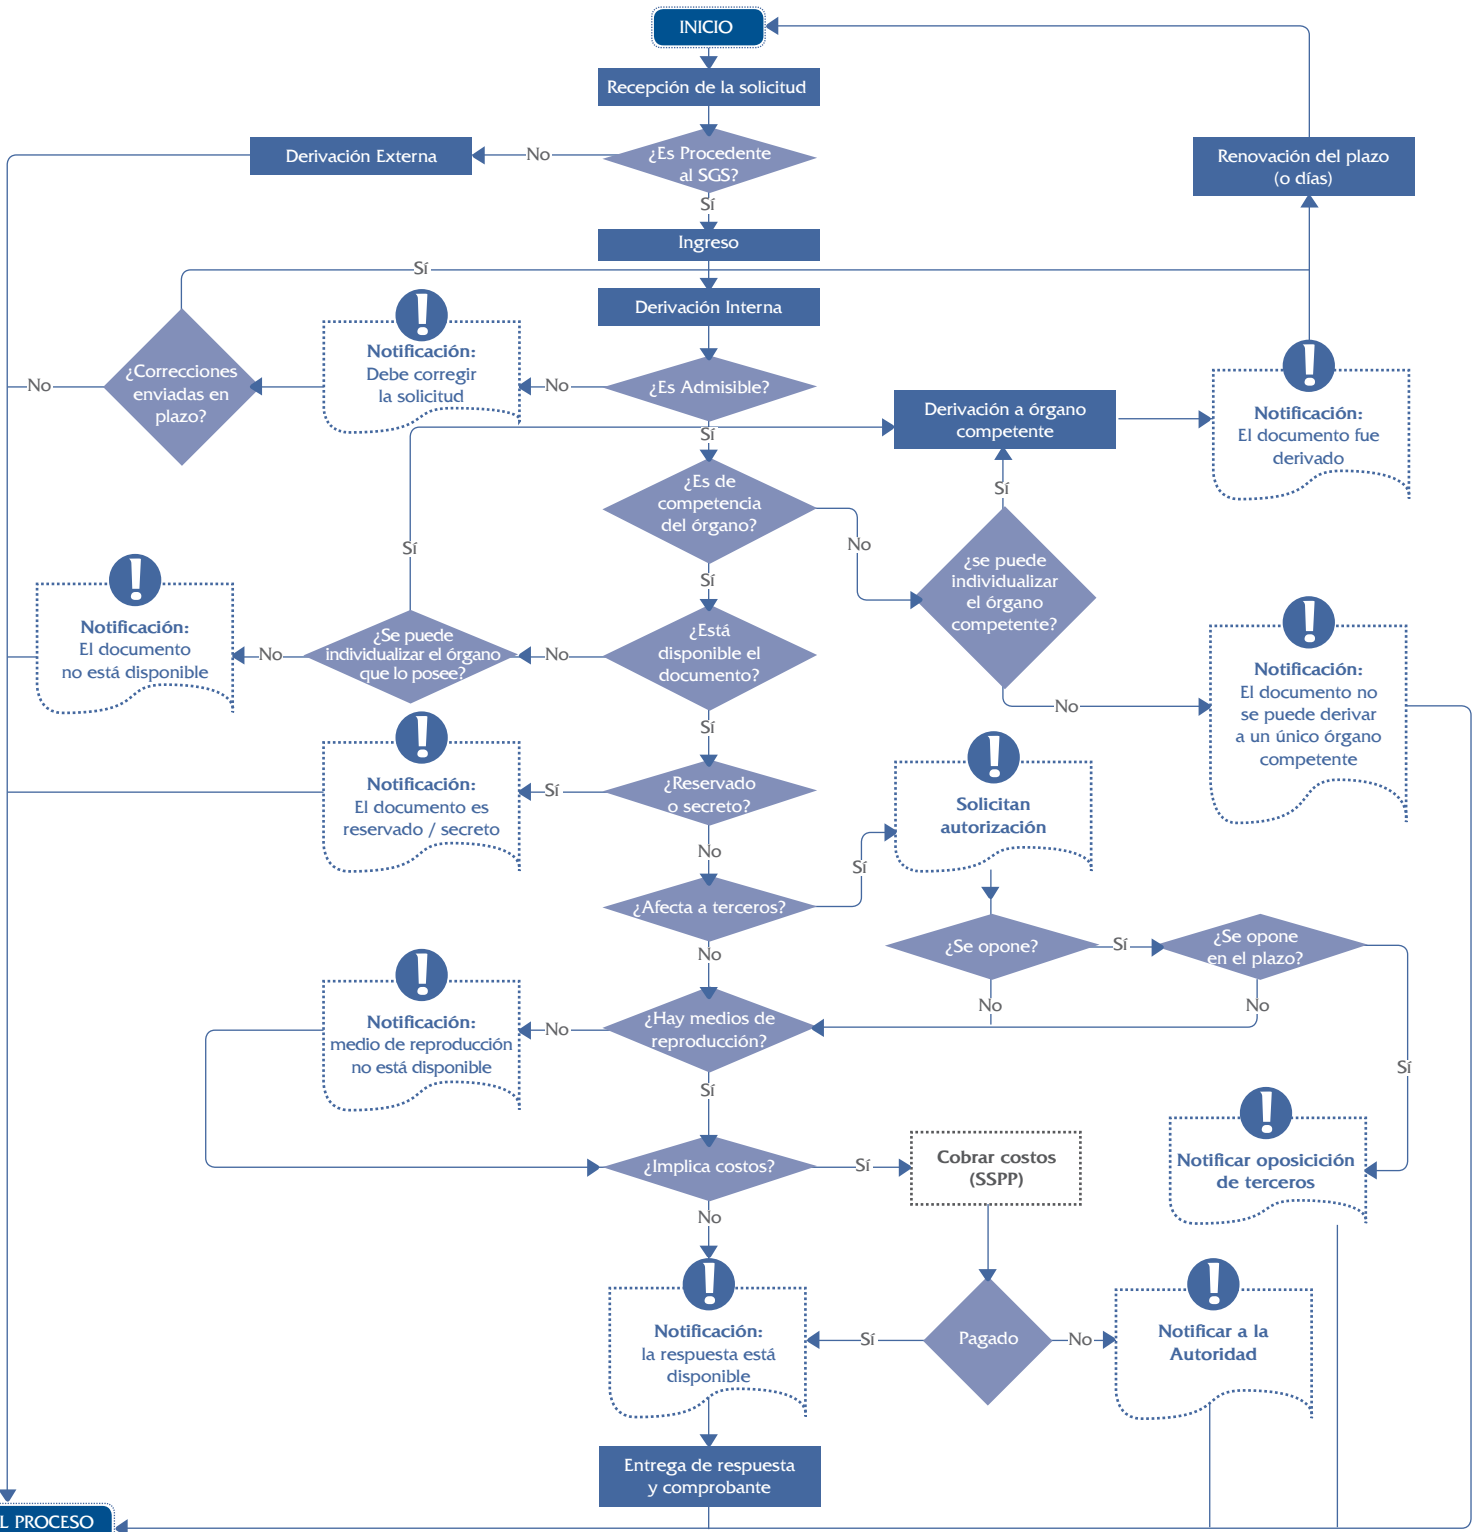 INICIO
Recepción de la solicitud
¿Es Procedente
al SGS?
No
Derivación Externa
Renovación del plazo
(o días)
Sí
Ingreso
Sí
Derivación Interna
Notificación:
Debe corregir
la solicitud
¿Correcciones
enviadas en
plazo?
No
No
¿Es Admisible?
Sí
Derivación a órgano
competente
Notificación:
El documento fue
derivado
¿Es de
competencia
del órgano?
Sí
No
¿se puede
individualizar
el órgano
competente?
Sí
Sí
Notificación:
El documento
no está disponible
No
¿Se puede
individualizar el órgano
que lo posee?
No
¿Está
disponible el
documento?
No
Notificación:
El documento no
se puede derivar
a un único órgano
competente
Sí
Notificación:
El documento es
reservado / secreto
Sí
¿Reservado
o secreto?
Solicitan
autorización
No
Sí
¿Afecta a terceros?
No
¿Se opone?
Sí
¿Se opone
en el plazo?
No
No
Notificación:
medio de reproducción
no está disponible
No
¿Hay medios de
reproducción?
Sí
Sí
¿Implica costos?
Sí
Cobrar costos
(SSPP)
Notificar oposicición
de terceros
No
Notificación:
la respuesta está
disponible
Sí
Pagado
No
Notificar a la
Autoridad
Entrega de respuesta
y comprobante
L PROCESO